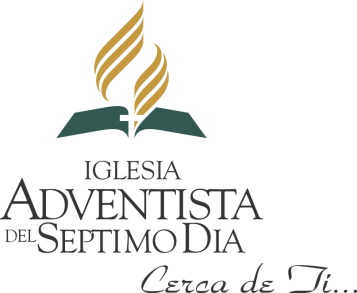 IGLESIA
ADVENTISTA
DEL SEPTIMO DIA
Cerca de Ti...